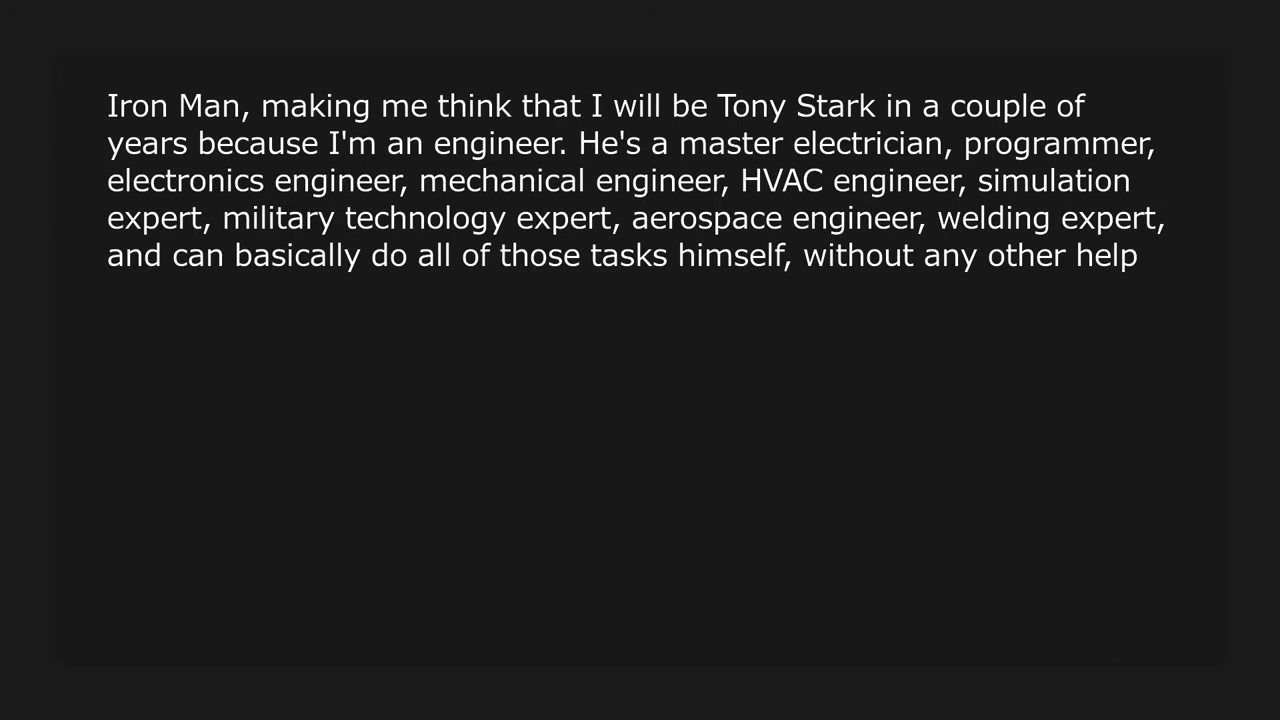 Iron Man, making me think that I will be Tony Stark in a couple of
years because I'm an engineer. He's a master electrician, programmer,
electronics engineer, mechanical engineer, HVAC engineer, simulation
expert, military technology expert, aerospace engineer, welding expert,
and can basically do all of those tasks himself, without any other help